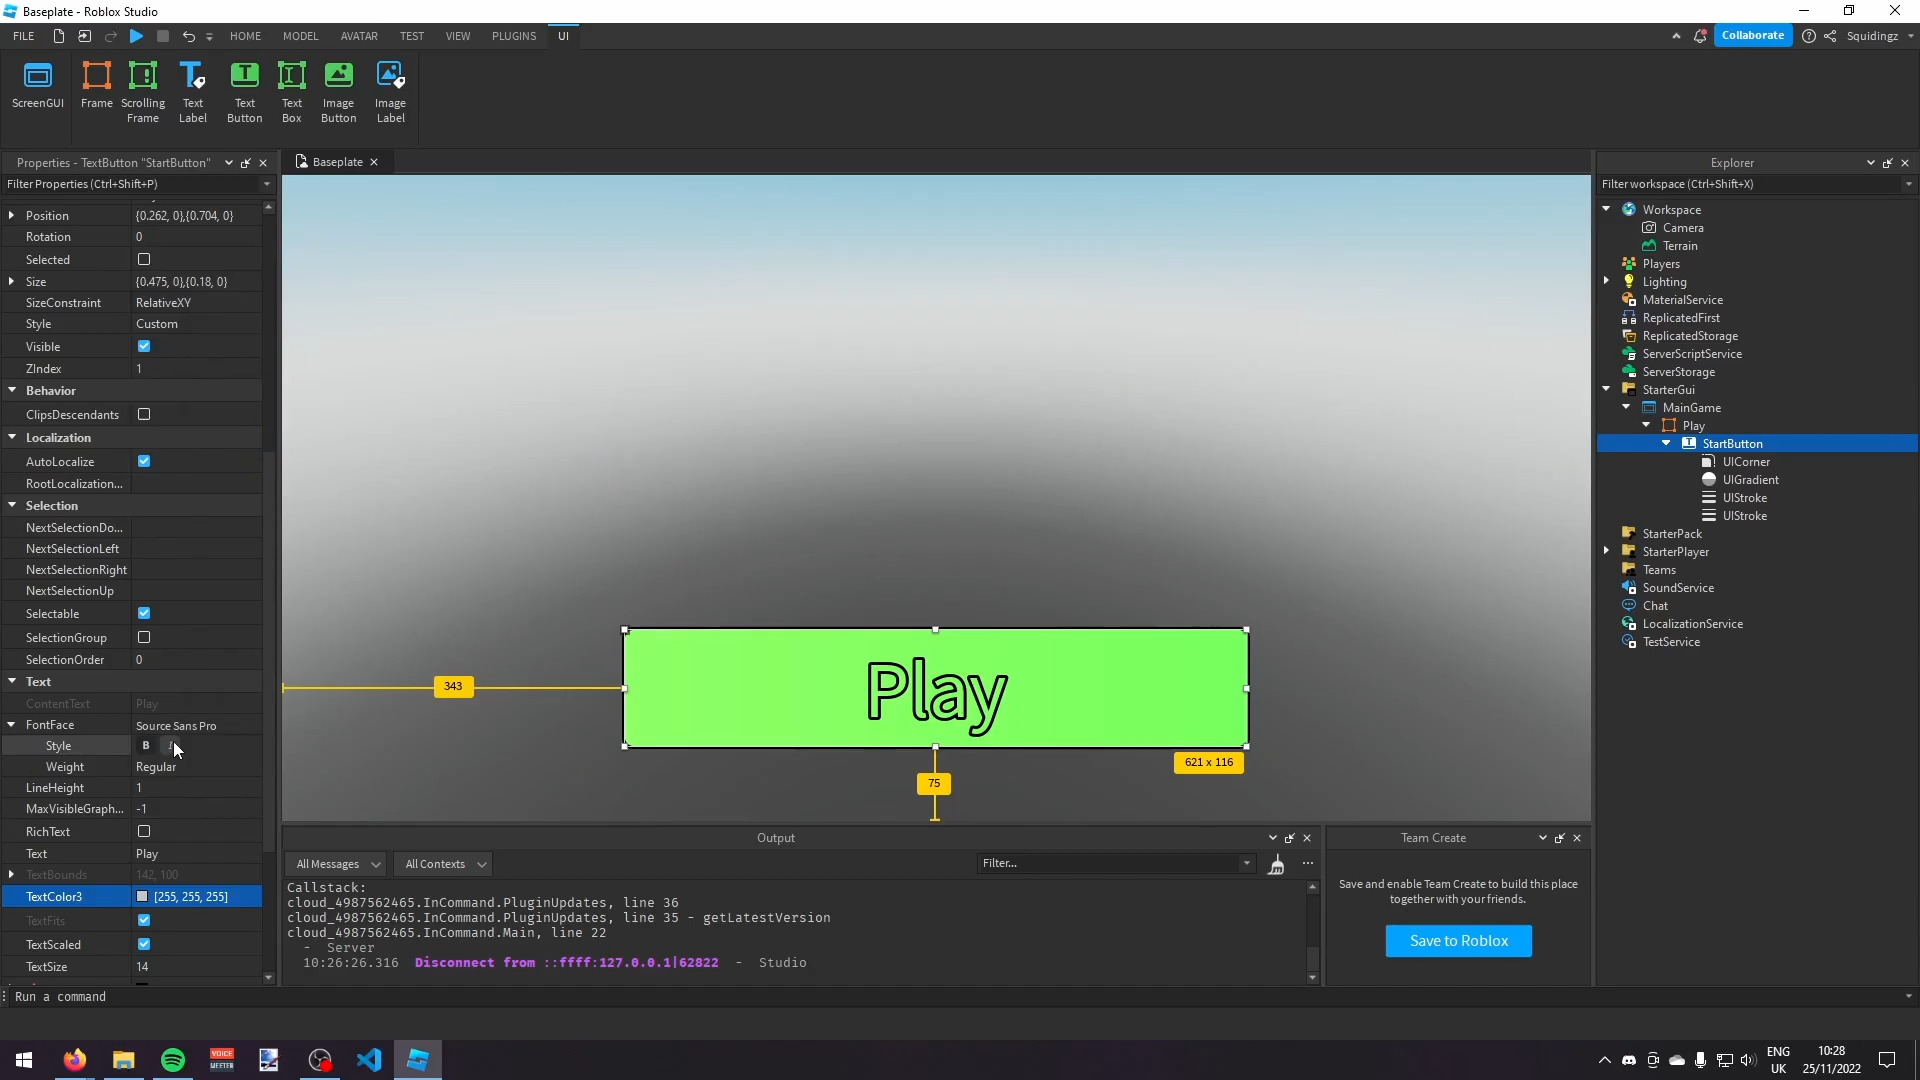 Baseplate - Roblox Studio
FILE HOME MODEL AVATAR TEST VIEW PLUGINS UI Collaborate Squidingz
ScreenGUI
Frame
Scrolling
Frame
Text
Label
Text
Button
Text
Box
Image
Button
Image
Label
Properties - TextButton "StartButton"
Filter Properties (Ctrl+Shift+P)
Position {0.262, 0},{0.704, 0}
Rotation 0
Selected
Size {0.475, 0},{0.18, 0}
SizeConstraint RelativeXY
Style Custom
Visible
ZIndex 1
Behavior
ClipsDescendants
Localization
AutoLocalize
RootLocalization...
Selection
NextSelectionDo...
NextSelectionLeft
NextSelectionRight
NextSelectionUp
Selectable
SelectionGroup
SelectionOrder 0
Text
ContentText Play
FontFace Source Sans Pro
Style B I
Weight Regular
LineHeight 1
MaxVisibleGraph... -1
RichText
Text Play
TextBounds 142, 100
TextColor3 [255, 255, 255]
TextFits
TextScaled
TextSize 14
Baseplate
343
Play
621 x 116
75
Output
All Messages All Contexts Filter...
Callstack:
cloud_4987562465.InCommand.PluginUpdates, line 36
cloud_4987562465.InCommand.PluginUpdates, line 35 - getLatestVersion
cloud_4987562465.InCommand.Main, line 22
- Server
10:26:26.316 Disconnect from ::ffff:127.0.0.1|62822 - Studio
Team Create
Save and enable Team Create to build this place
together with your friends.
Save to Roblox
Explorer
Filter workspace (Ctrl+Shift+X)
Workspace
Camera
Terrain
Players
Lighting
MaterialService
ReplicatedFirst
ReplicatedStorage
ServerScriptService
ServerStorage
StarterGui
MainGame
Play
StartButton
UICorner
UIGradient
UIStroke
UIStroke
StarterPack
StarterPlayer
Teams
SoundService
Chat
LocalizationService
TestService
Run a command
VOICE
MEETER
ENG
UK
10:28
25/11/2022